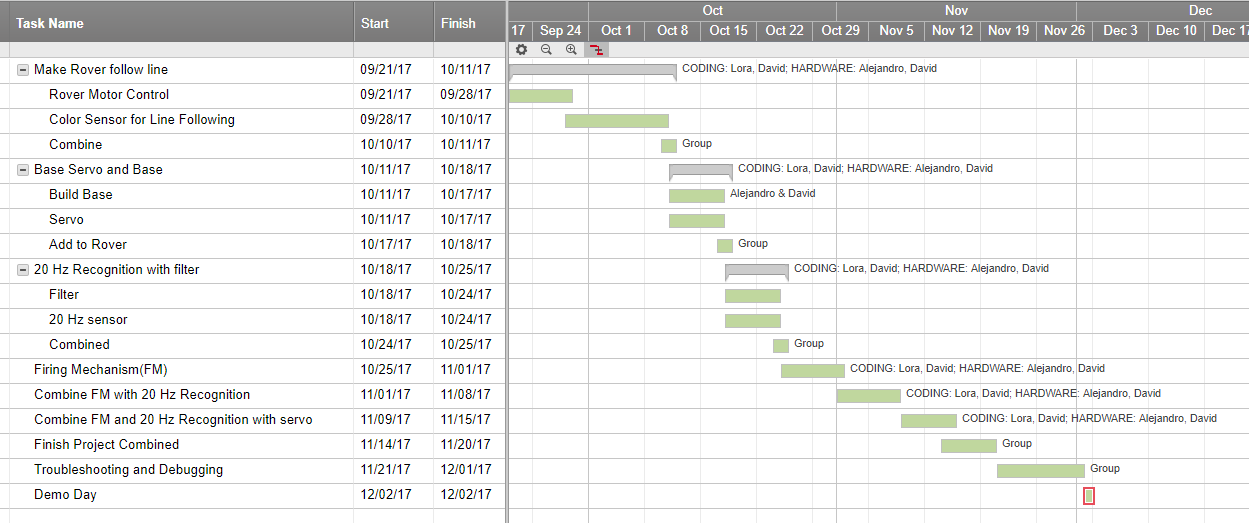 Task Name Start Finish Oct Nov Dec
17 Sep 24 Oct 1 Oct 8 Oct 15 Oct 22 Oct 29 Nov 5 Nov 12 Nov 19 Nov 26 Dec 3 Dec 10 Dec 17
Make Rover follow line 09/21/17 10/11/17 CODING: Lora, David; HARDWARE: Alejandro, David
Rover Motor Control 09/21/17 09/28/17
Color Sensor for Line Following 09/28/17 10/10/17
Combine 10/10/17 10/11/17 Group
Base Servo and Base 10/11/17 10/18/17 CODING: Lora, David; HARDWARE: Alejandro, David
Build Base 10/11/17 10/17/17 Alejandro & David
Servo 10/11/17 10/17/17
Add to Rover 10/17/17 10/18/17 Group
20 Hz Recognition with filter 10/18/17 10/25/17 CODING: Lora, David; HARDWARE: Alejandro, David
Filter 10/18/17 10/24/17
20 Hz sensor 10/18/17 10/24/17
Combined 10/24/17 10/25/17 Group
Firing Mechanism(FM) 10/25/17 11/01/17 CODING: Lora, David; HARDWARE: Alejandro, David
Combine FM with 20 Hz Recognition 11/01/17 11/08/17 CODING: Lora, David; HARDWARE: Alejandro, David
Combine FM and 20 Hz Recognition with servo 11/09/17 11/15/17 CODING: Lora, David; HARDWARE: Alejandro, David
Finish Project Combined 11/14/17 11/20/17 Group
Troubleshooting and Debugging 11/21/17 12/01/17 Group
Demo Day 12/02/17 12/02/17